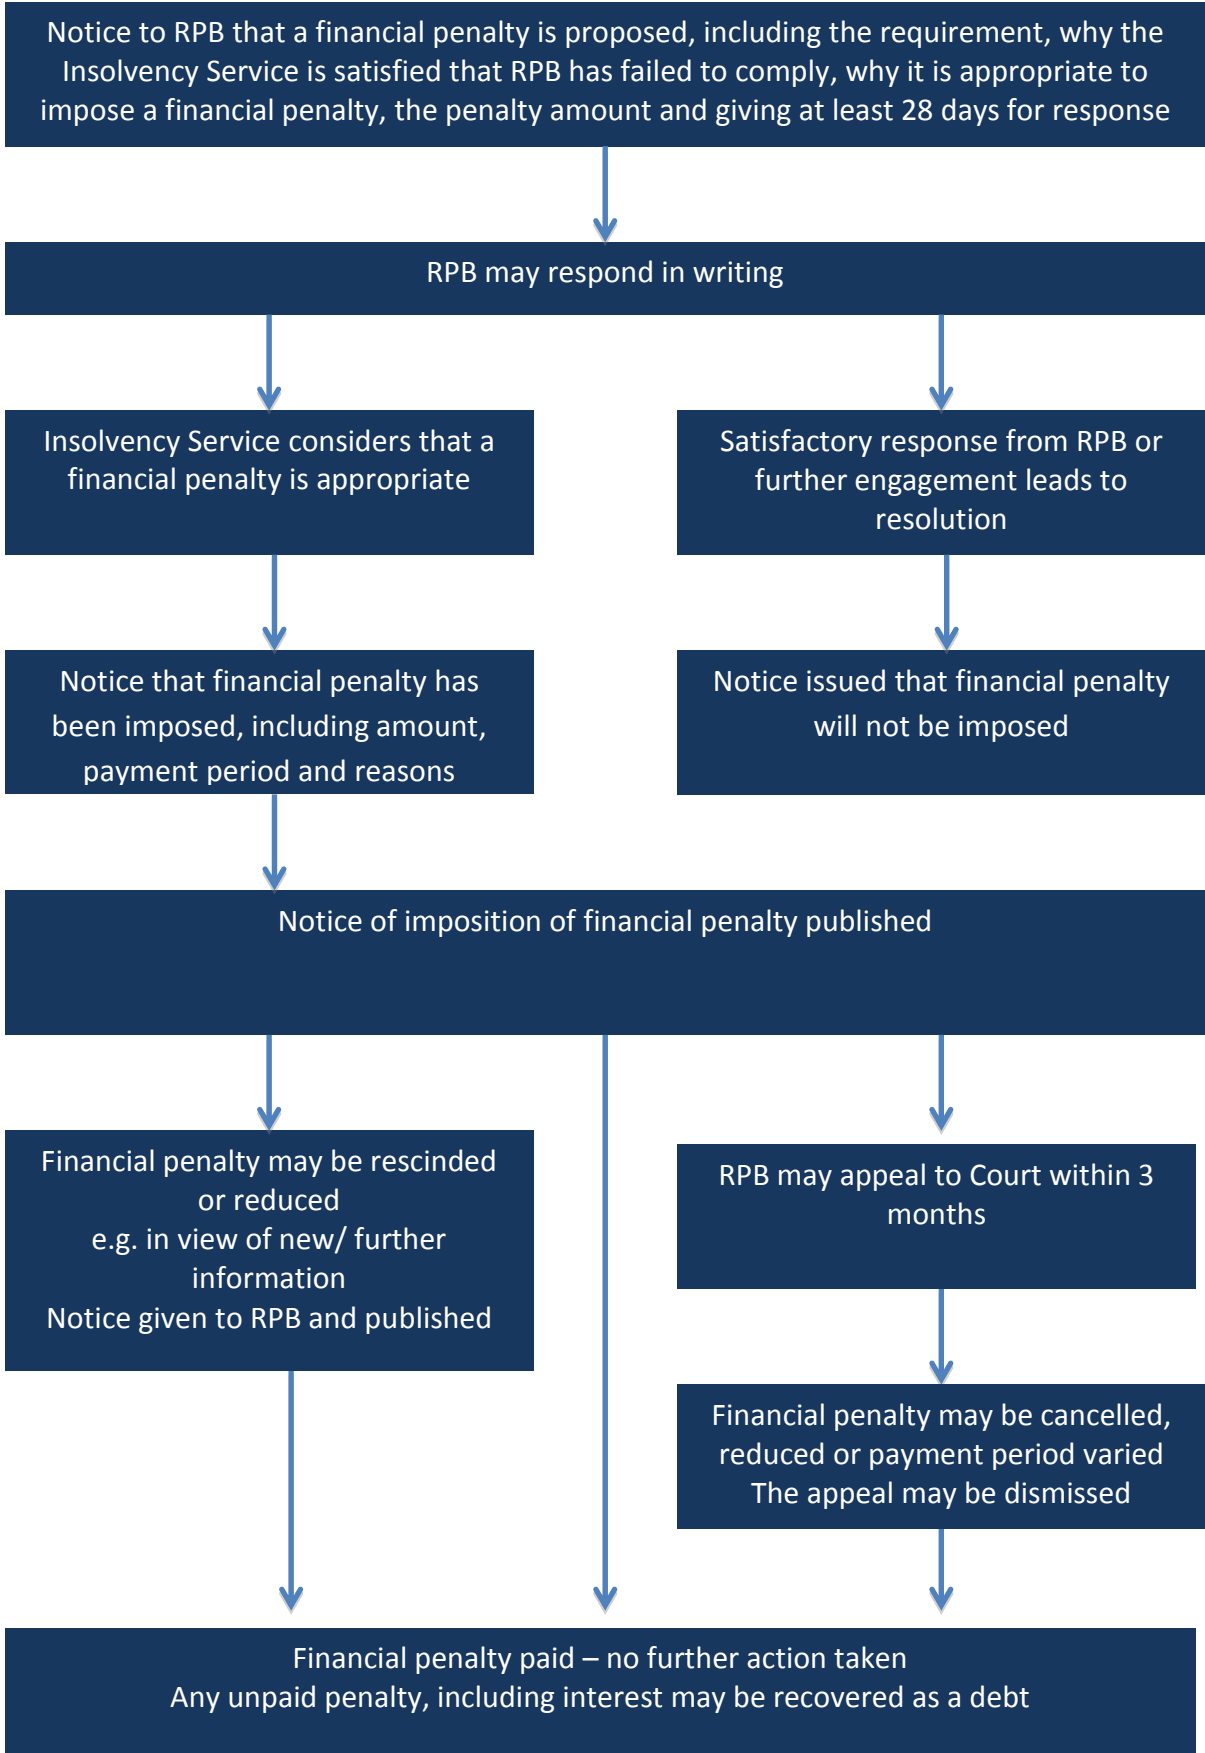 Notice to RPB that a financial penalty is proposed, including the requirement, why the
Insolvency Service is satisfied that RPB has failed to comply, why it is appropriate to
impose a financial penalty, the penalty amount and giving at least 28 days for response
RPB may respond in writing
Insolvency Service considers that a
financial penalty is appropriate
Satisfactory response from RPB or
further engagement leads to
resolution
Notice that financial penalty has
been imposed, including amount,
payment period and reasons
Notice issued that financial penalty
will not be imposed
Notice of imposition of financial penalty published
Financial penalty may be rescinded
or reduced
e.g. in view of new/ further
information
Notice given to RPB and published
RPB may appeal to Court within 3
months
Financial penalty may be cancelled,
reduced or payment period varied
The appeal may be dismissed
Financial penalty paid – no further action taken
Any unpaid penalty, including interest may be recovered as a debt